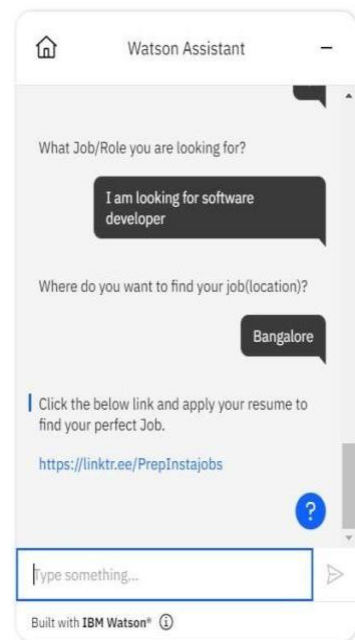 Watson Assistant
What Job/Role you are looking for?
I am looking for software
developer
Where do you want to find your job(location)?
Bangalore
Click the below link and apply your resume to
find your perfect Job.
https://linktr.ee/PrepInstajobs
?
Type something...
Built with IBM Watson®